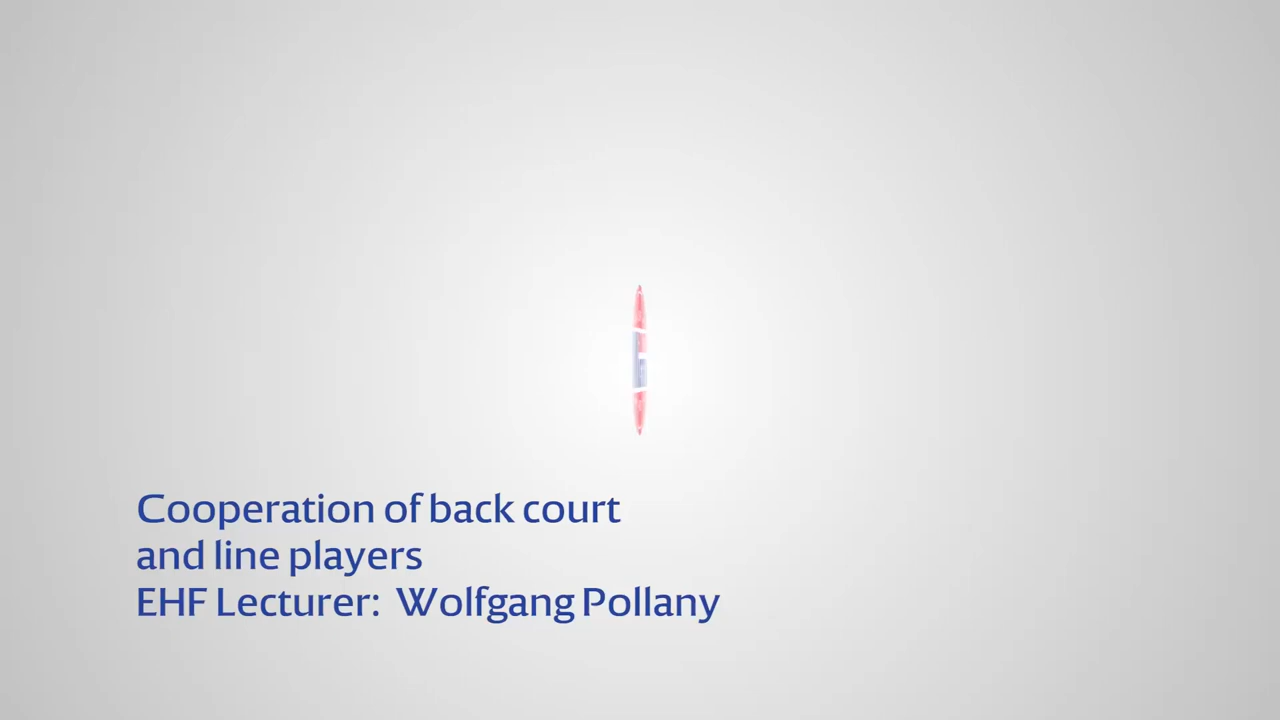 Cooperation of back court
and line players
EHF Lecturer: Wolfgang Pollany